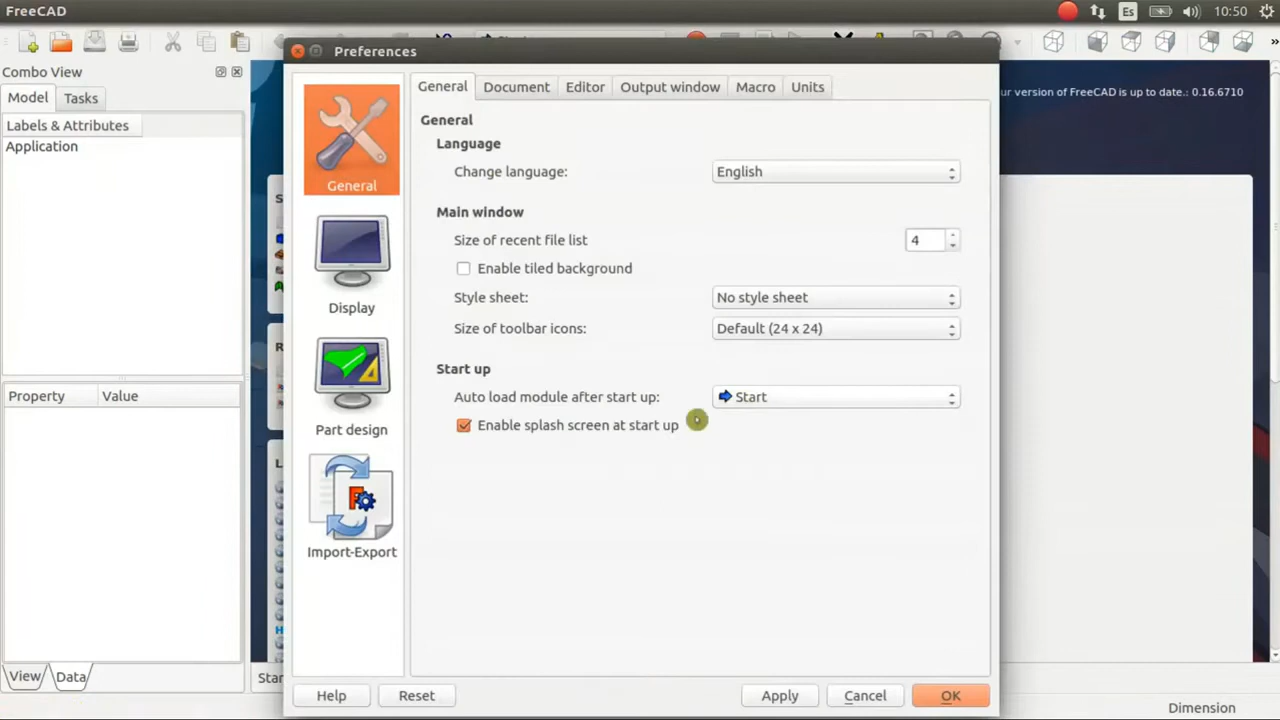 FreeCAD
Es
10:50
Combo View
Model
Tasks
Labels & Attributes
Application
Property
Value
View
Data
Preferences
General
Display
Part design
Import-Export
General
Document
Editor
Output window
Macro
Units
General
Language
Change language:
English
Main window
Size of recent file list
4
Enable tiled background
Style sheet:
No style sheet
Size of toolbar icons:
Default (24 x 24)
Start up
Auto load module after start up:
Start
Enable splash screen at start up
Help
Reset
Apply
Cancel
OK
ur version of FreeCAD is up to date.: 0.16.6710
Star
Dimension